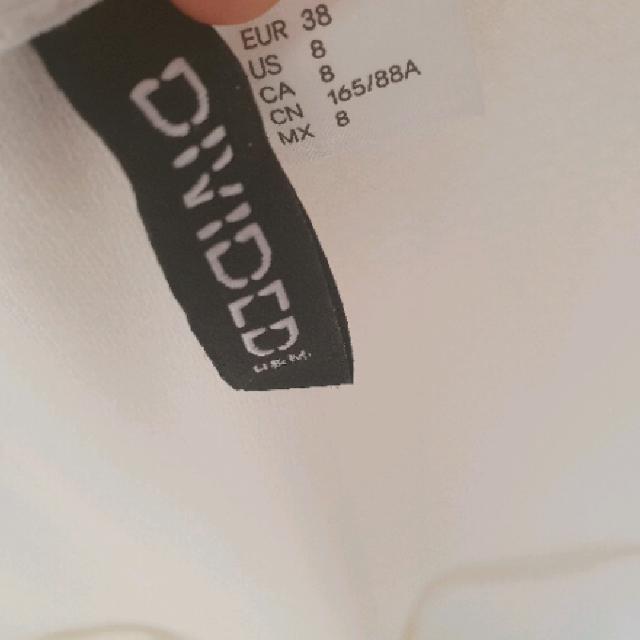 EUR 38
US 8
CA 8
CN 165/88A
MX 8
DIVIDED
H&M